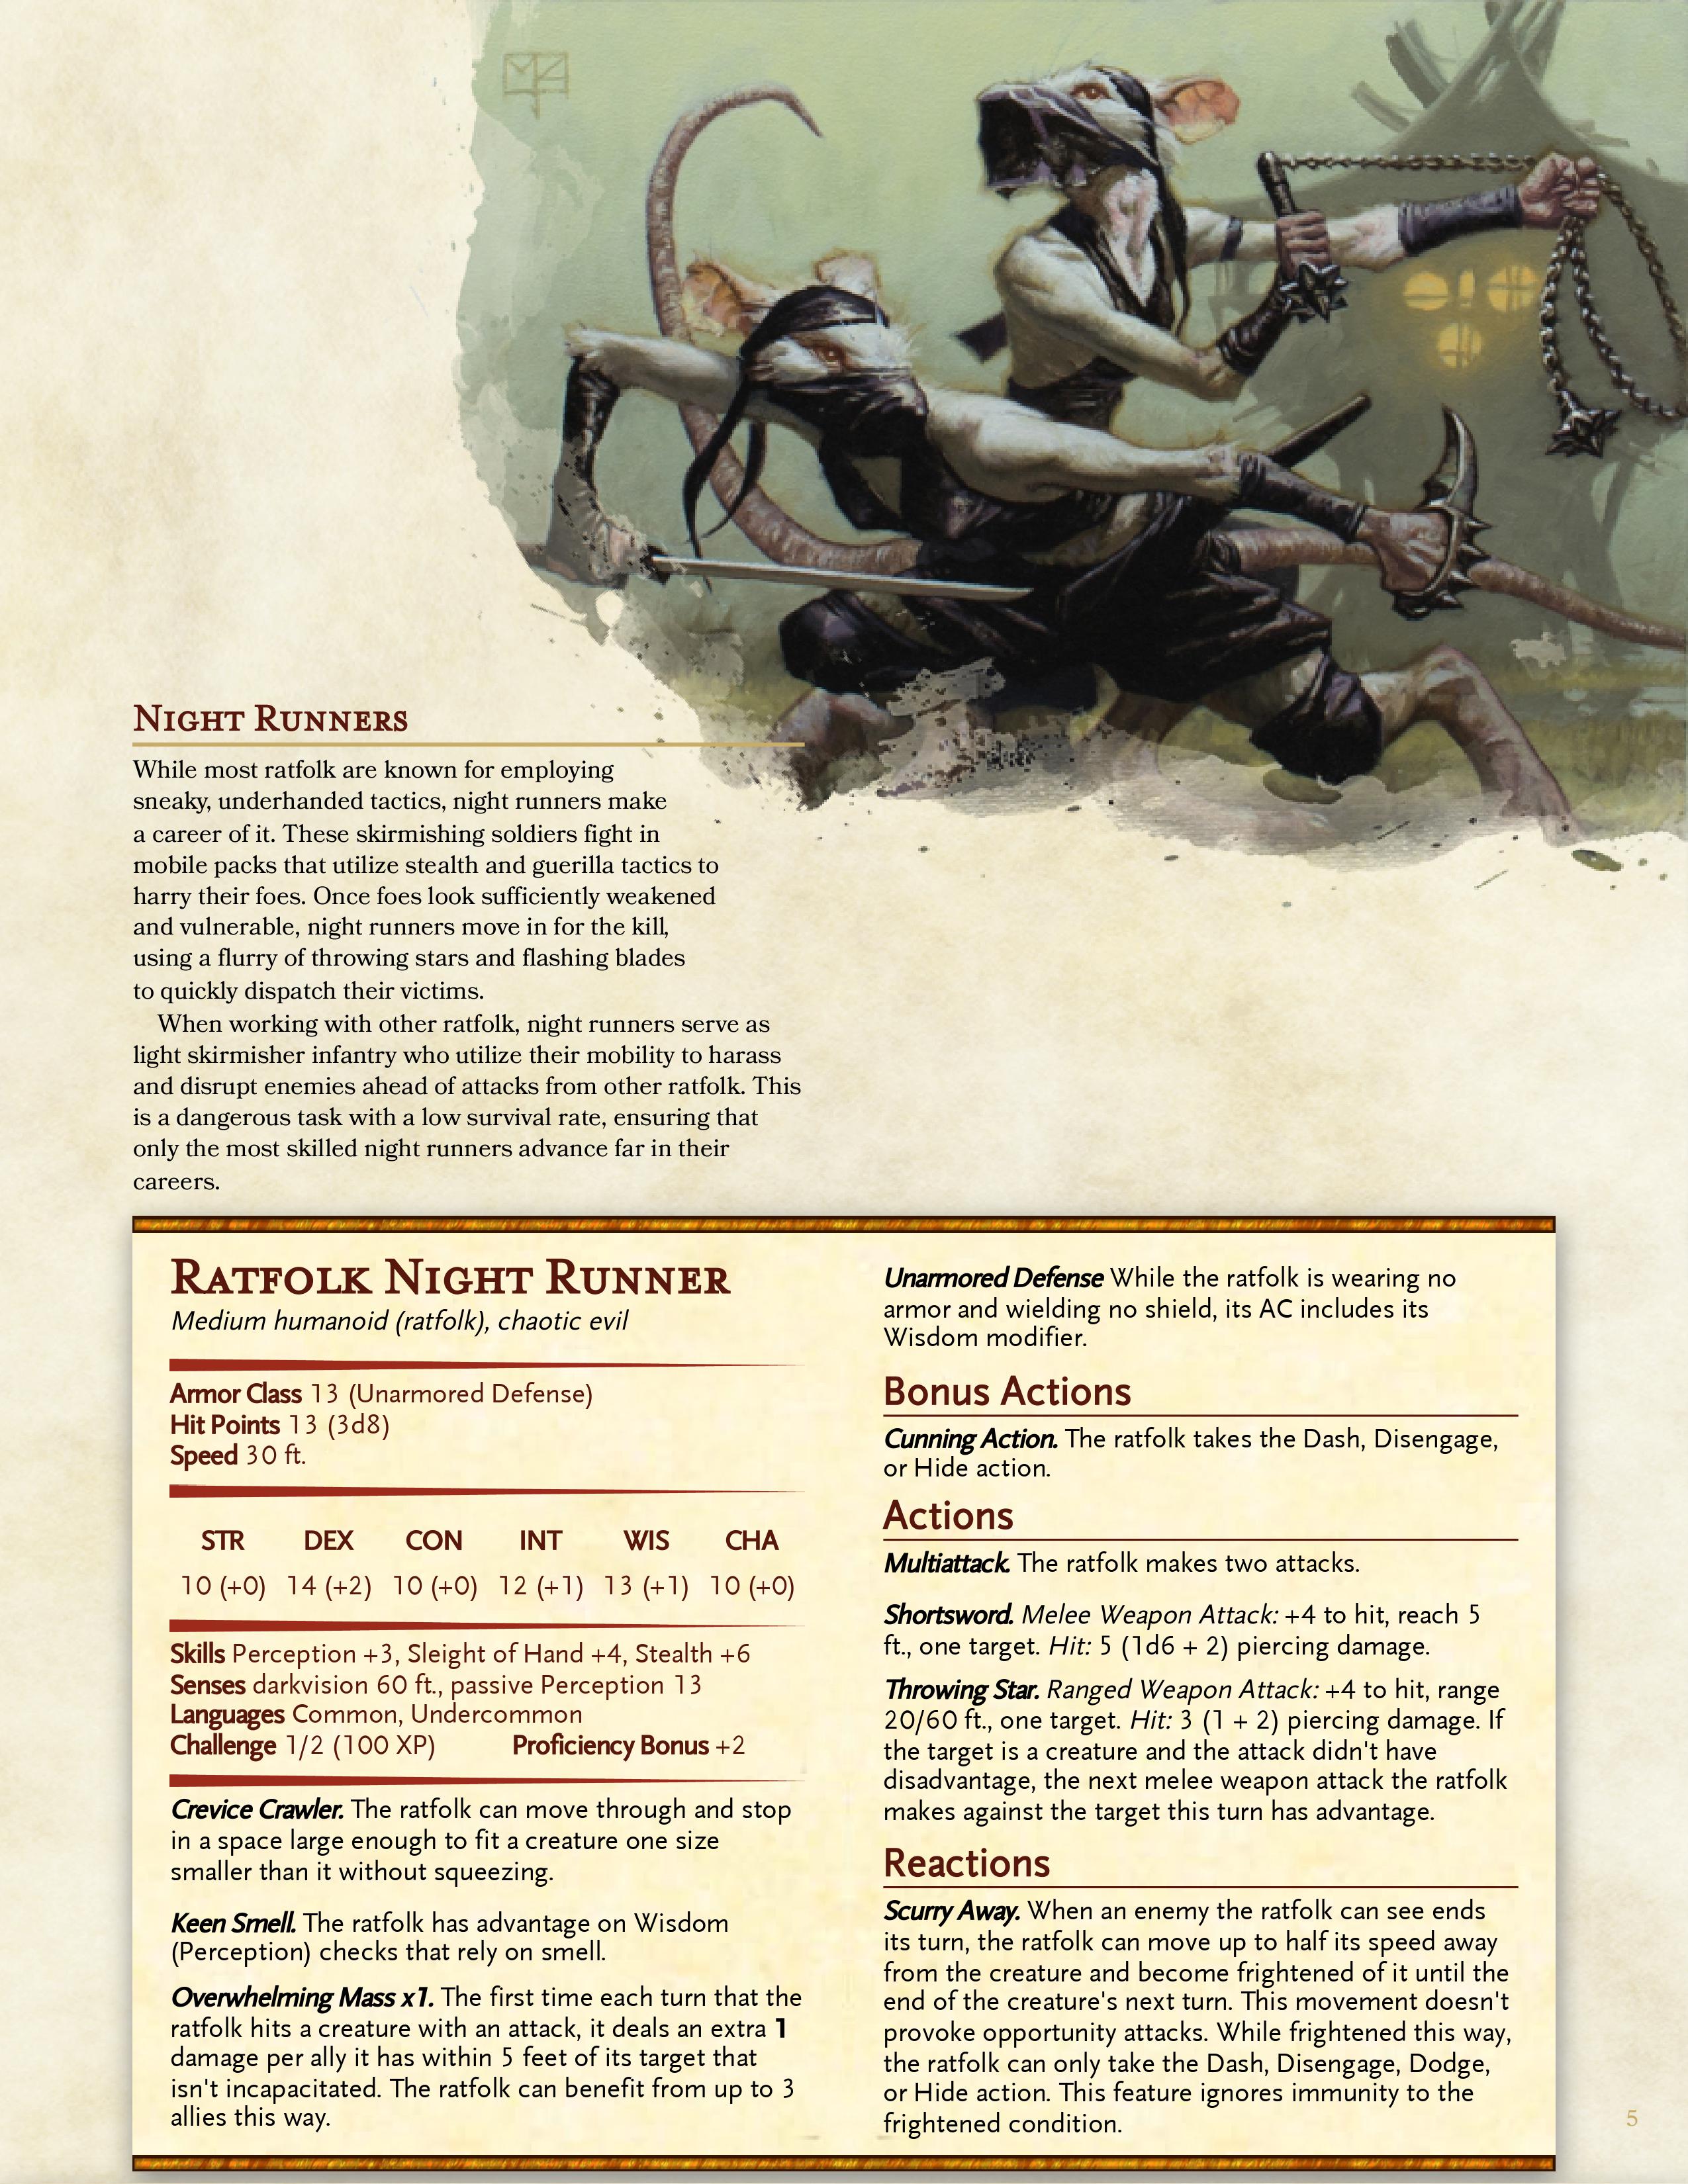 Night Runners
While most ratfolk are known for employing
sneaky, underhanded tactics, night runners make
a career of it. These skirmishing soldiers fight in
mobile packs that utilize stealth and guerilla tactics to
harry their foes. Once foes look sufficiently weakened
and vulnerable, night runners move in for the kill,
using a flurry of throwing stars and flashing blades
to quickly dispatch their victims.
When working with other ratfolk, night runners serve as
light skirmisher infantry who utilize their mobility to harass
and disrupt enemies ahead of attacks from other ratfolk. This
is a dangerous task with a low survival rate, ensuring that
only the most skilled night runners advance far in their
careers.
Ratfolk Night Runner
Medium humanoid (ratfolk), chaotic evil
Armor Class 13 (Unarmored Defense)
Hit Points 13 (3d8)
Speed 30 ft.
STR DEX CON INT WIS CHA
10 (+0) 14 (+2) 10 (+0) 12 (+1) 13 (+1) 10 (+0)
Skills Perception +3, Sleight of Hand +4, Stealth +6
Senses darkvision 60 ft., passive Perception 13
Languages Common, Undercommon
Challenge 1/2 (100 XP) Proficiency Bonus +2
Crevice Crawler. The ratfolk can move through and stop
in a space large enough to fit a creature one size
smaller than it without squeezing.
Keen Smell. The ratfolk has advantage on Wisdom
(Perception) checks that rely on smell.
Overwhelming Mass x1. The first time each turn that the
ratfolk hits a creature with an attack, it deals an extra 1
damage per ally it has within 5 feet of its target that
isn't incapacitated. The ratfolk can benefit from up to 3
allies this way.
Unarmored Defense While the ratfolk is wearing no
armor and wielding no shield, its AC includes its
Wisdom modifier.
Bonus Actions
Cunning Action. The ratfolk takes the Dash, Disengage,
or Hide action.
Actions
Multiattack. The ratfolk makes two attacks.
Shortsword. Melee Weapon Attack: +4 to hit, reach 5
ft., one target. Hit: 5 (1d6 + 2) piercing damage.
Throwing Star. Ranged Weapon Attack: +4 to hit, range
20/60 ft., one target. Hit: 3 (1 + 2) piercing damage. If
the target is a creature and the attack didn't have
disadvantage, the next melee weapon attack the ratfolk
makes against the target this turn has advantage.
Reactions
Scurry Away. When an enemy the ratfolk can see ends
its turn, the ratfolk can move up to half its speed away
from the creature and become frightened of it until the
end of the creature's next turn. This movement doesn't
provoke opportunity attacks. While frightened this way,
the ratfolk can only take the Dash, Disengage, Dodge,
or Hide action. This feature ignores immunity to the
frightened condition.
5